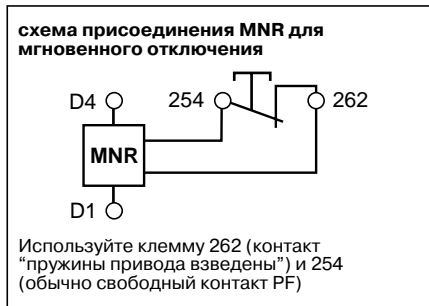 схема присоединения MNR для
мгновенного отключения
D4
254
262
MNR
D1
Используйте клемму 262 (контакт
“пружины привода взведены”) и 254
(обычно свободный контакт PF)